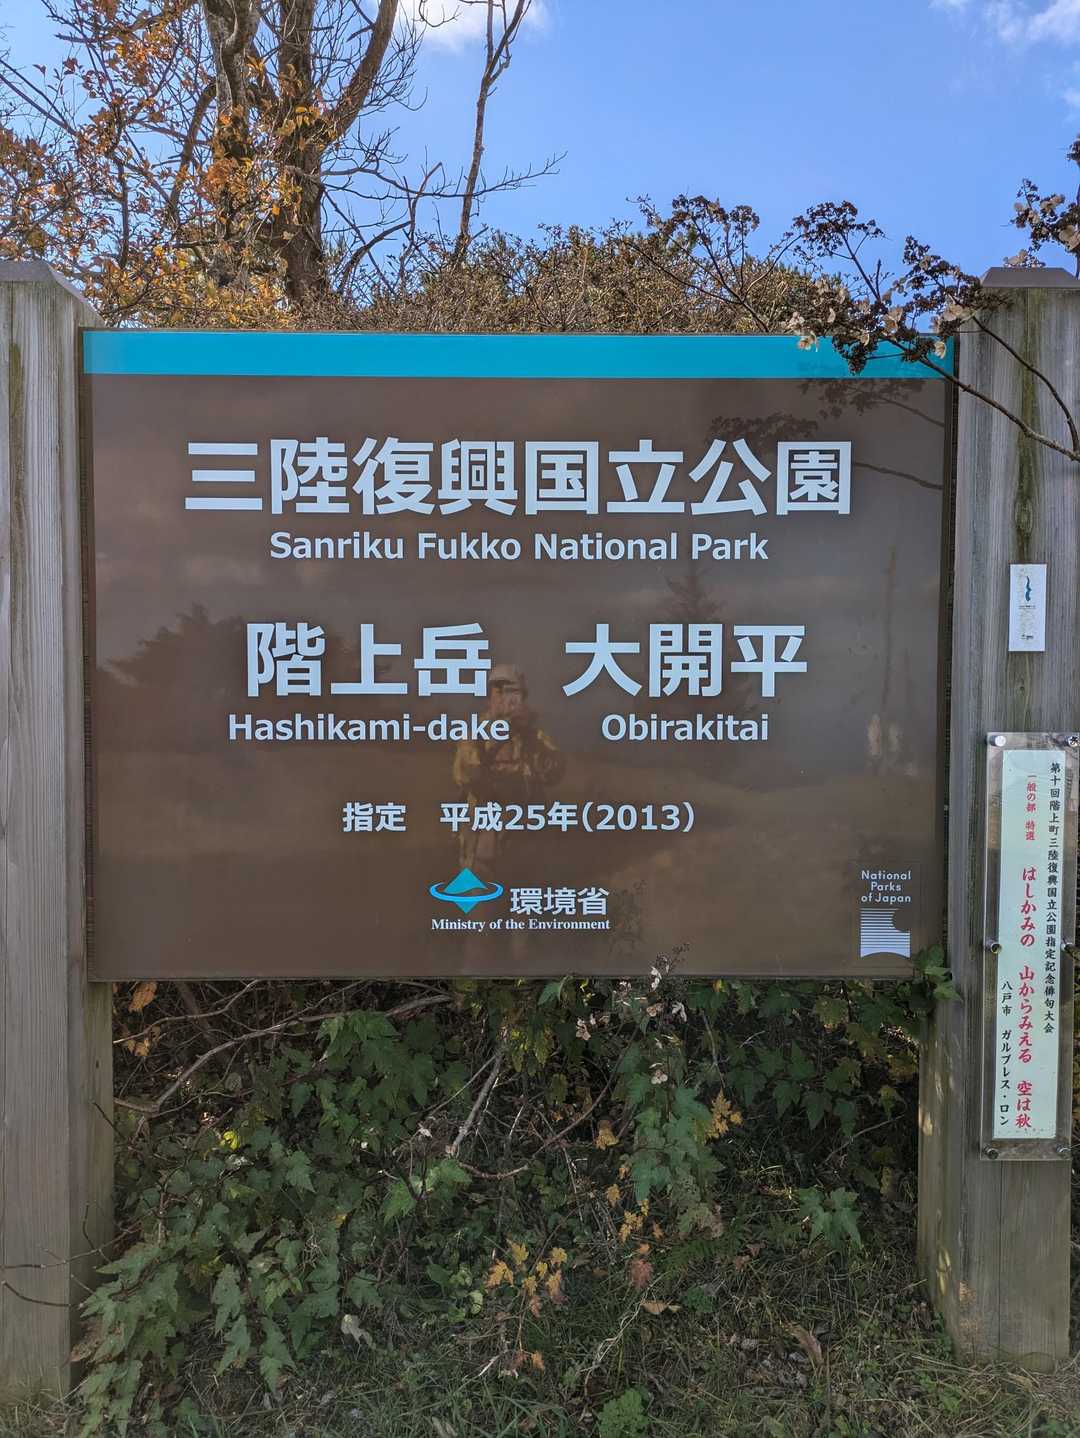 三陸復興国立公園
Sanriku Fukko National Park
階上岳　大開平
Hashikami-dake　Obirakitai
指定　平成25年（2013）
環境省
Ministry of the Environment
National
Parks
of Japan
第十回階上町三陸復興国立公園指定記念俳句大会
一般の部　特選
はしかみの　山からみえる　空は秋
八戸市　ガルブレス・ロン